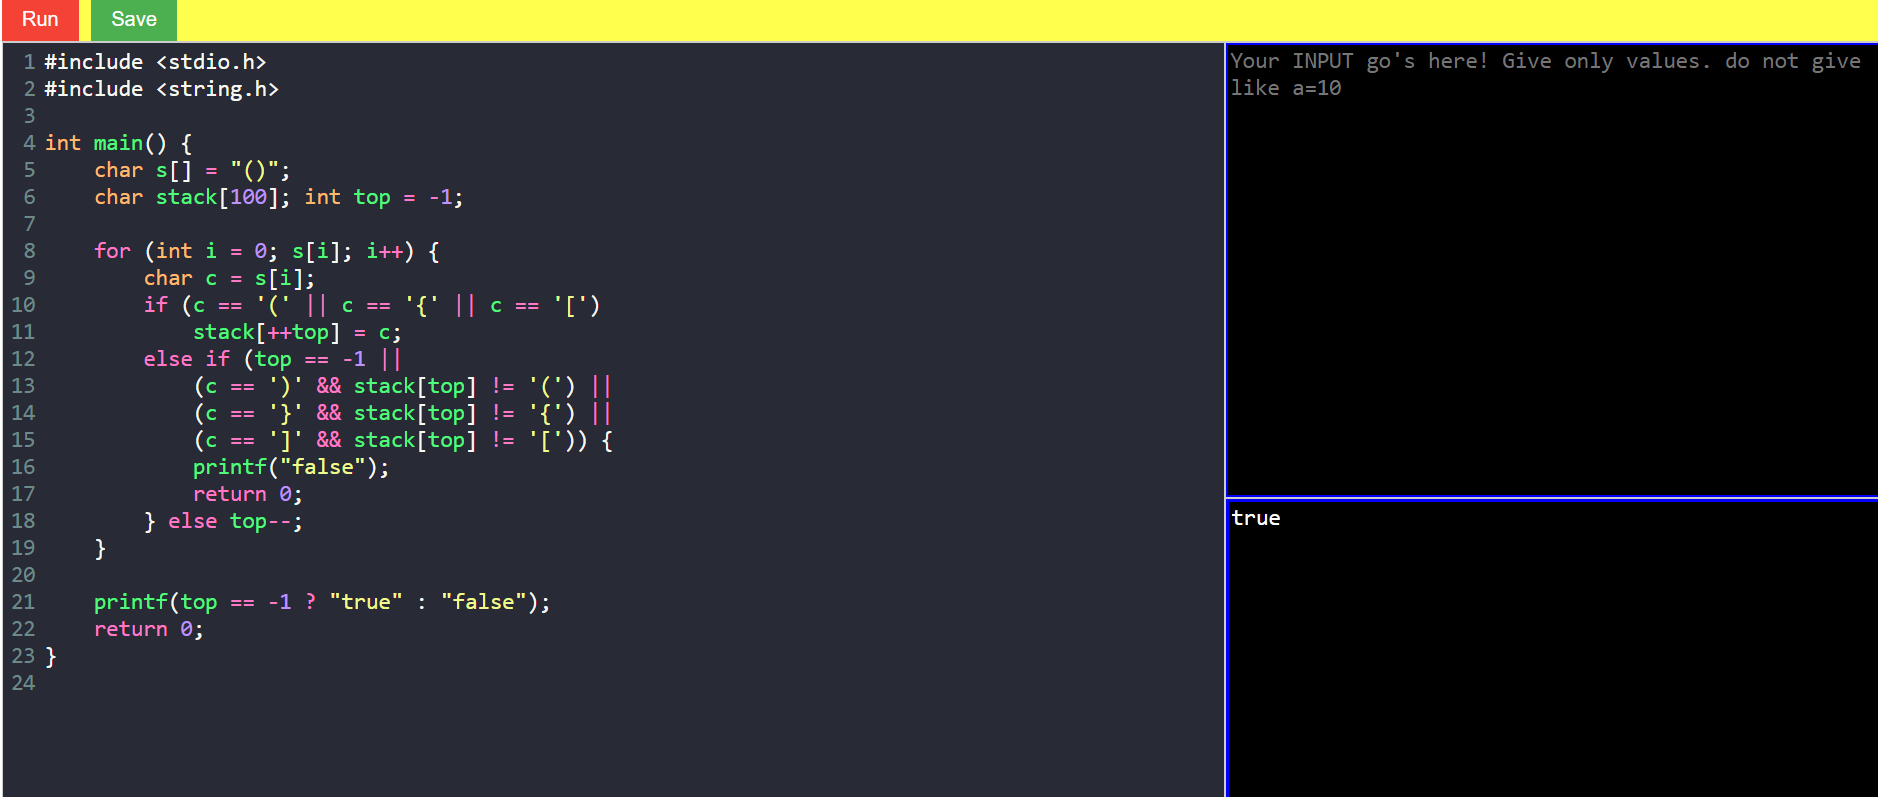 Run Save
1 #include <stdio.h>
2 #include <string.h>
3
4 int main() {
5     char s[] = "()";
6     char stack[100]; int top = -1;
7
8     for (int i = 0; s[i]; i++) {
9         char c = s[i];
10         if (c == '(' || c == '{' || c == '[')
11             stack[++top] = c;
12         else if (top == -1 ||
13             (c == ')' && stack[top] != '(') ||
14             (c == '}' && stack[top] != '{') ||
15             (c == ']' && stack[top] != '[')) {
16             printf("false");
17             return 0;
18         } else top--;
19     }
20
21     printf(top == -1 ? "true" : "false");
22     return 0;
23 }
24
Your INPUT go's here! Give only values. do not give
like a=10
true